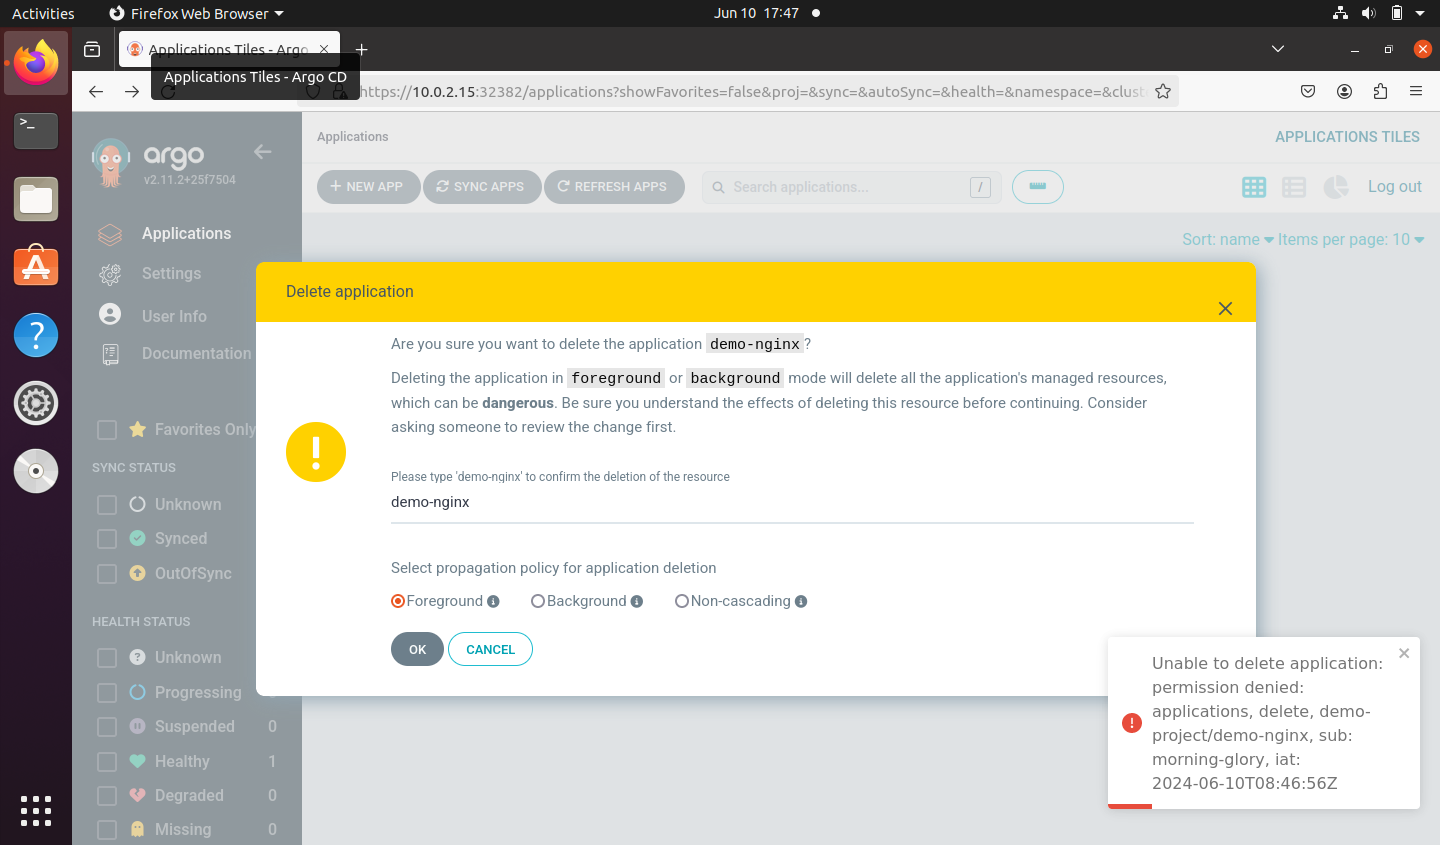 Activities
Firefox Web Browser
Jun 10 17:47
Applications Tiles - Argo
Applications Tiles - Argo CD
https://10.0.2.15:32382/applications?showFavorites=false&proj=&sync=&autoSync=&health=&namespace=&cluste
argo
v2.11.2+25f7504
Applications
APPLICATIONS TILES
NEW APP
SYNC APPS
REFRESH APPS
Search applications...
/
Log out
Sort: name
Items per page: 10
Applications
Settings
User Info
Documentation
Favorites Only
SYNC STATUS
Unknown
Synced
OutOfSync
HEALTH STATUS
Unknown
Progressing
Suspended 0
Healthy 1
Degraded 0
Missing 0
Delete application
Are you sure you want to delete the application demo-nginx?
Deleting the application in foreground or background mode will delete all the application's managed resources,
which can be dangerous. Be sure you understand the effects of deleting this resource before continuing. Consider
asking someone to review the change first.
Please type 'demo-nginx' to confirm the deletion of the resource
demo-nginx
Select propagation policy for application deletion
Foreground
Background
Non-cascading
OK
CANCEL
Unable to delete application:
permission denied:
applications, delete, demo-
project/demo-nginx, sub:
morning-glory, iat:
2024-06-10T08:46:56Z